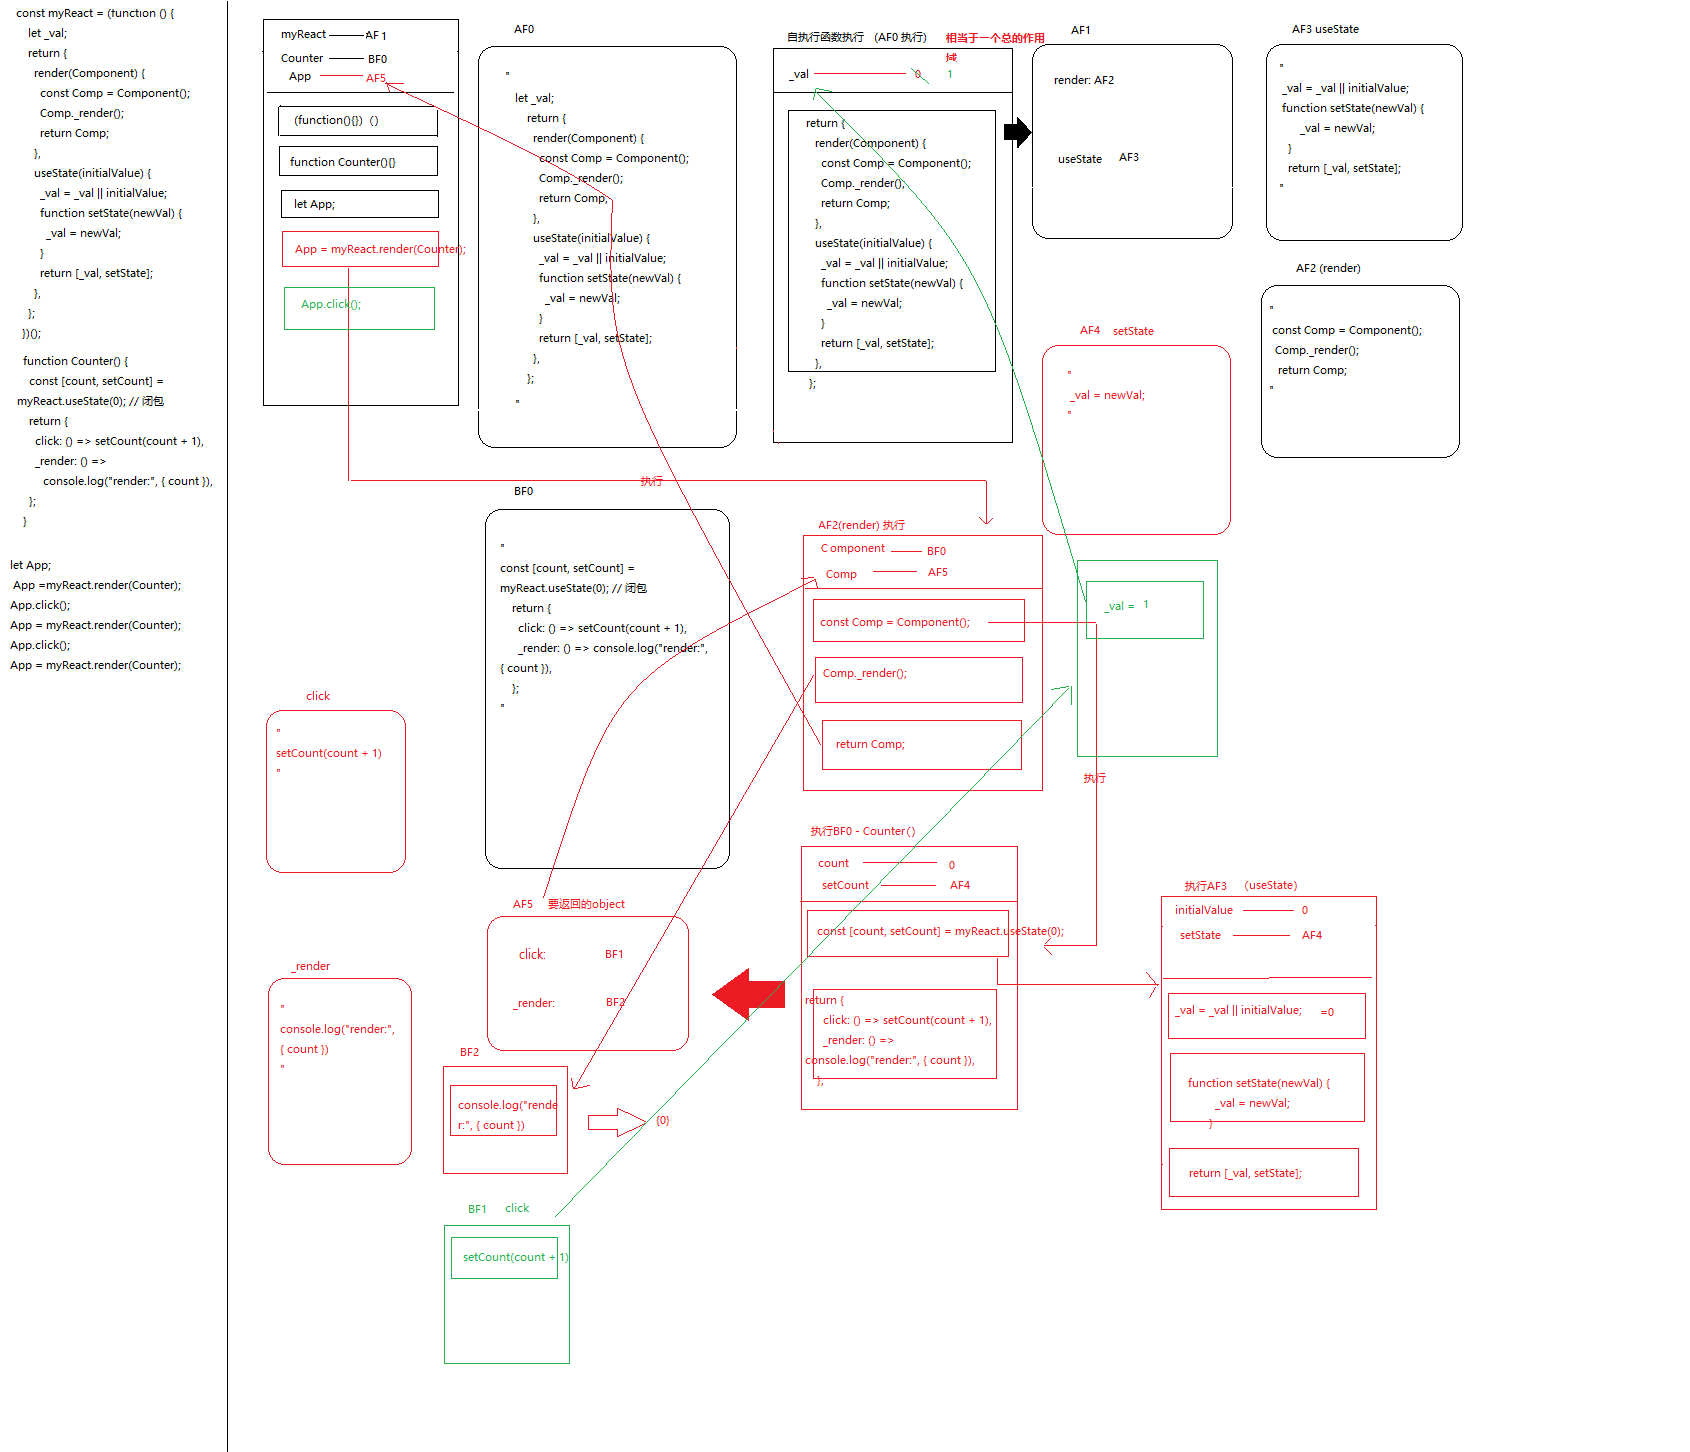 const myReact = (function () {
let _val;
return {
render(Component) {
const Comp = Component();
Comp._render();
return Comp;
},
useState(initialValue) {
_val = _val || initialValue;
function setState(newVal) {
_val = newVal;
}
return [_val, setState];
},
};
})();
function Counter() {
const [count, setCount] =
myReact.useState(0); // 闭包
return {
click: () => setCount(count + 1),
_render: () =>
console.log("render:", { count }),
};
}
let App;
App =myReact.render(Counter);
App.click();
App = myReact.render(Counter);
App.click();
App = myReact.render(Counter);
myReact AF1
Counter BF0
App AF5
(function(){}) ()
function Counter(){}
let App;
App = myReact.render(Counter);
App.click();
AF0
"
let _val;
return {
render(Component) {
const Comp = Component();
Comp._render();
return Comp;
},
useState(initialValue) {
_val = _val || initialValue;
function setState(newVal) {
_val = newVal;
}
return [_val, setState];
},
};
"
自执行函数执行 (AF0 执行) 相当于一个总的作用
域
_val 0 1
return {
render(Component) {
const Comp = Component();
Comp._render();
return Comp;
},
useState(initialValue) {
_val = _val || initialValue;
function setState(newVal) {
_val = newVal;
}
return [_val, setState];
},
};
AF1
render: AF2
useState AF3
AF3 useState
"
_val = _val || initialValue;
function setState(newVal) {
_val = newVal;
}
return [_val, setState];
"
AF2 (render)
"
const Comp = Component();
Comp._render();
return Comp;
"
AF4 setState
"
_val = newVal;
"
执行
BF0
"
const [count, setCount] =
myReact.useState(0); // 闭包
return {
click: () => setCount(count + 1),
_render: () => console.log("render:",
{ count }),
};
"
AF2(render) 执行
Component BF0
Comp AF5
const Comp = Component();
Comp._render();
return Comp;
_val = 1
执行
click
"
setCount(count + 1)
"
_render
"
console.log("render:",
{ count })
"
AF5 要返回的object
click: BF1
_render: BF2
执行BF0 - Counter()
count 0
setCount AF4
const [count, setCount] = myReact.useState(0);
return {
click: () => setCount(count + 1),
_render: () =>
console.log("render:", { count }),
};
执行AF3 (useState)
initialValue 0
setState AF4
_val = _val || initialValue; =0
function setState(newVal) {
_val = newVal;
}
return [_val, setState];
BF2
console.log("rende
r:", { count })
{0}
BF1 click
setCount(count + 1)